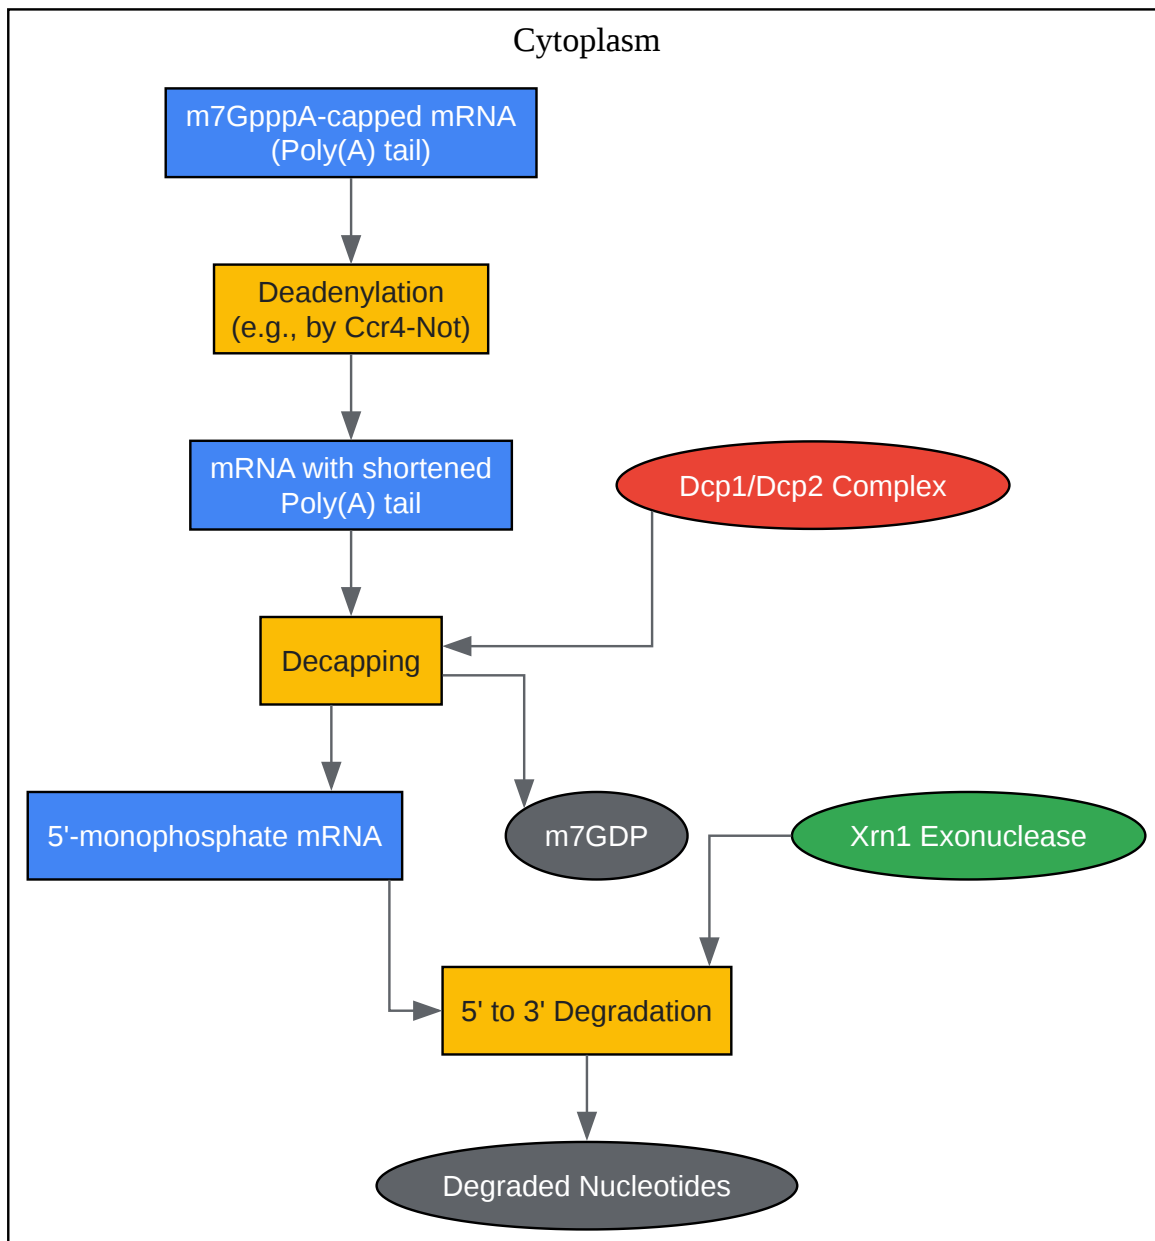 Cytoplasm
m7GpppA-capped mRNA
(Poly(A) tail)
Deadenylation
(e.g., by Ccr4-Not)
mRNA with shortened
Poly(A) tail
Dcp1/Dcp2 Complex
Decapping
5'-monophosphate mRNA
m7GDP
Xrn1 Exonuclease
5' to 3' Degradation
Degraded Nucleotides